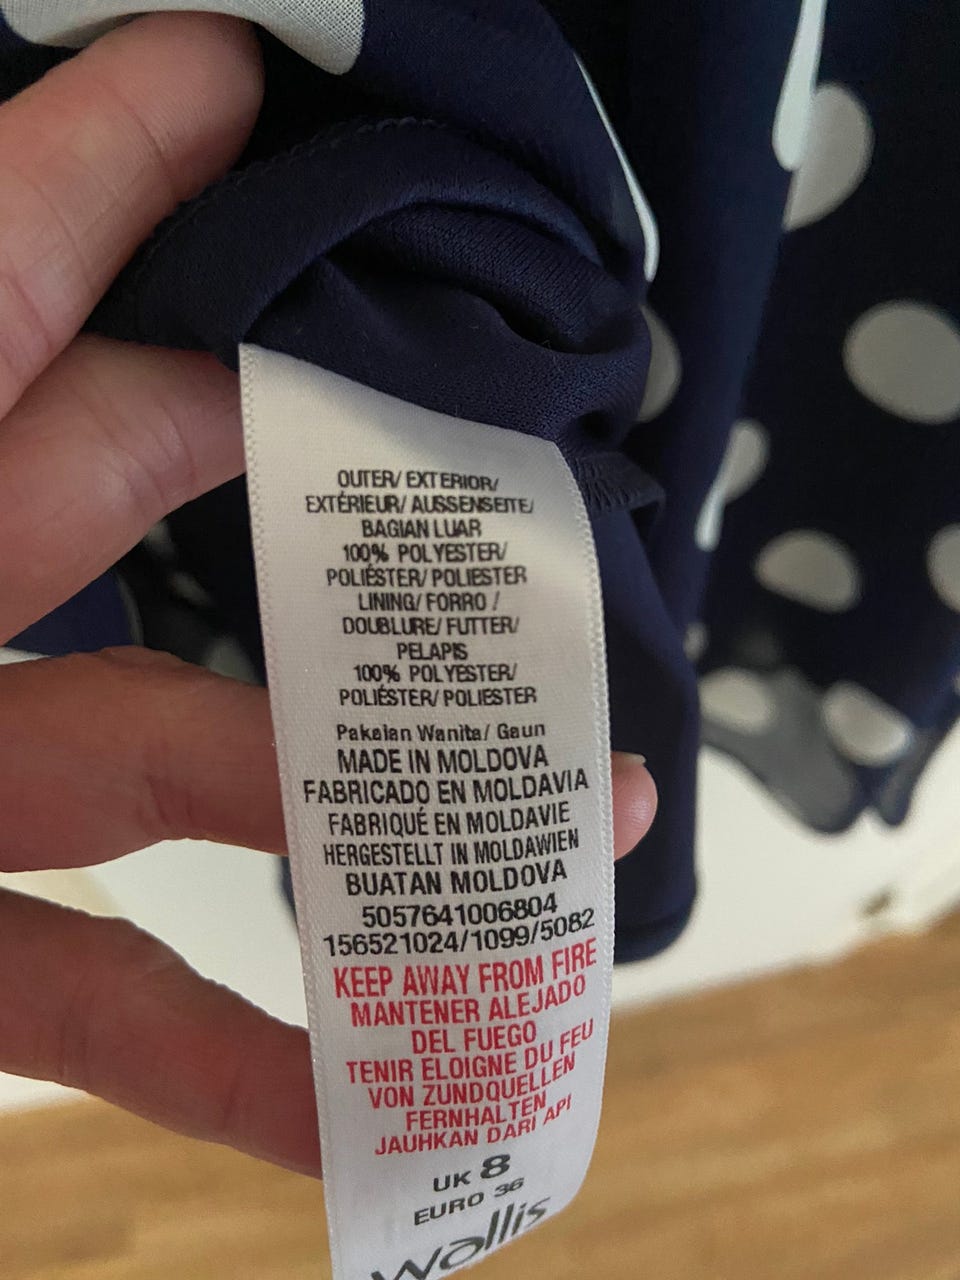 OUTER/ EXTERIOR/
EXTÉRIEUR/ AUSSENSEITE/
BAGIAN LUAR
100% POLYESTER/
POLIÉSTER/ POLIESTER
LINING/ FORRO /
DOUBLURE/ FUTTER/
PELAPIS
100% POLYESTER/
POLIÉSTER/ POLIESTER
Pakaian Wanita/ Gaun
MADE IN MOLDOVA
FABRICADO EN MOLDAVIA
FABRIQUÉ EN MOLDAVIE
HERGESTELLT IN MOLDAWIEN
BUATAN MOLDOVA
5057641006804
156521024/1099/5082
KEEP AWAY FROM FIRE
MANTENER ALEJADO
DEL FUEGO
TENIR ELOIGNE DU FEU
VON ZUNDQUELLEN
FERNHALTEN
JAUHKAN DARI API
UK 8
EURO 36
wallis